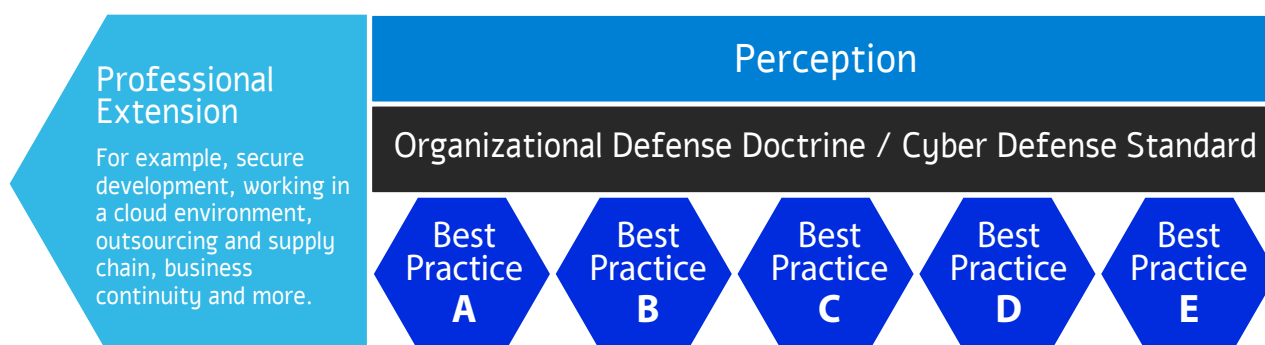 Professional
Extension
For example, secure
development, working in
a cloud environment,
outsourcing and supply
chain, business
continuity and more.
Perception
Organizational Defense Doctrine / Cyber Defense Standard
Best
Practice
A
Best
Practice
B
Best
Practice
C
Best
Practice
D
Best
Practice
E